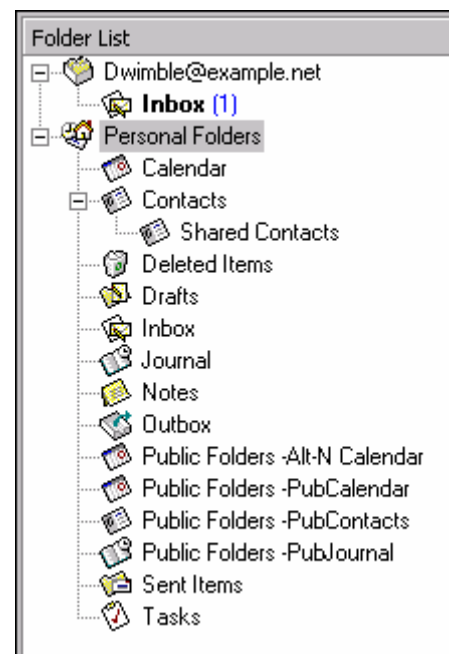 Folder List
Dwimble@example.net
Inbox (1)
Personal Folders
Calendar
Contacts
Shared Contacts
Deleted Items
Drafts
Inbox
Journal
Notes
Outbox
Public Folders -Alt-N Calendar
Public Folders -PubCalendar
Public Folders -PubContacts
Public Folders -PubJournal
Sent Items
Tasks